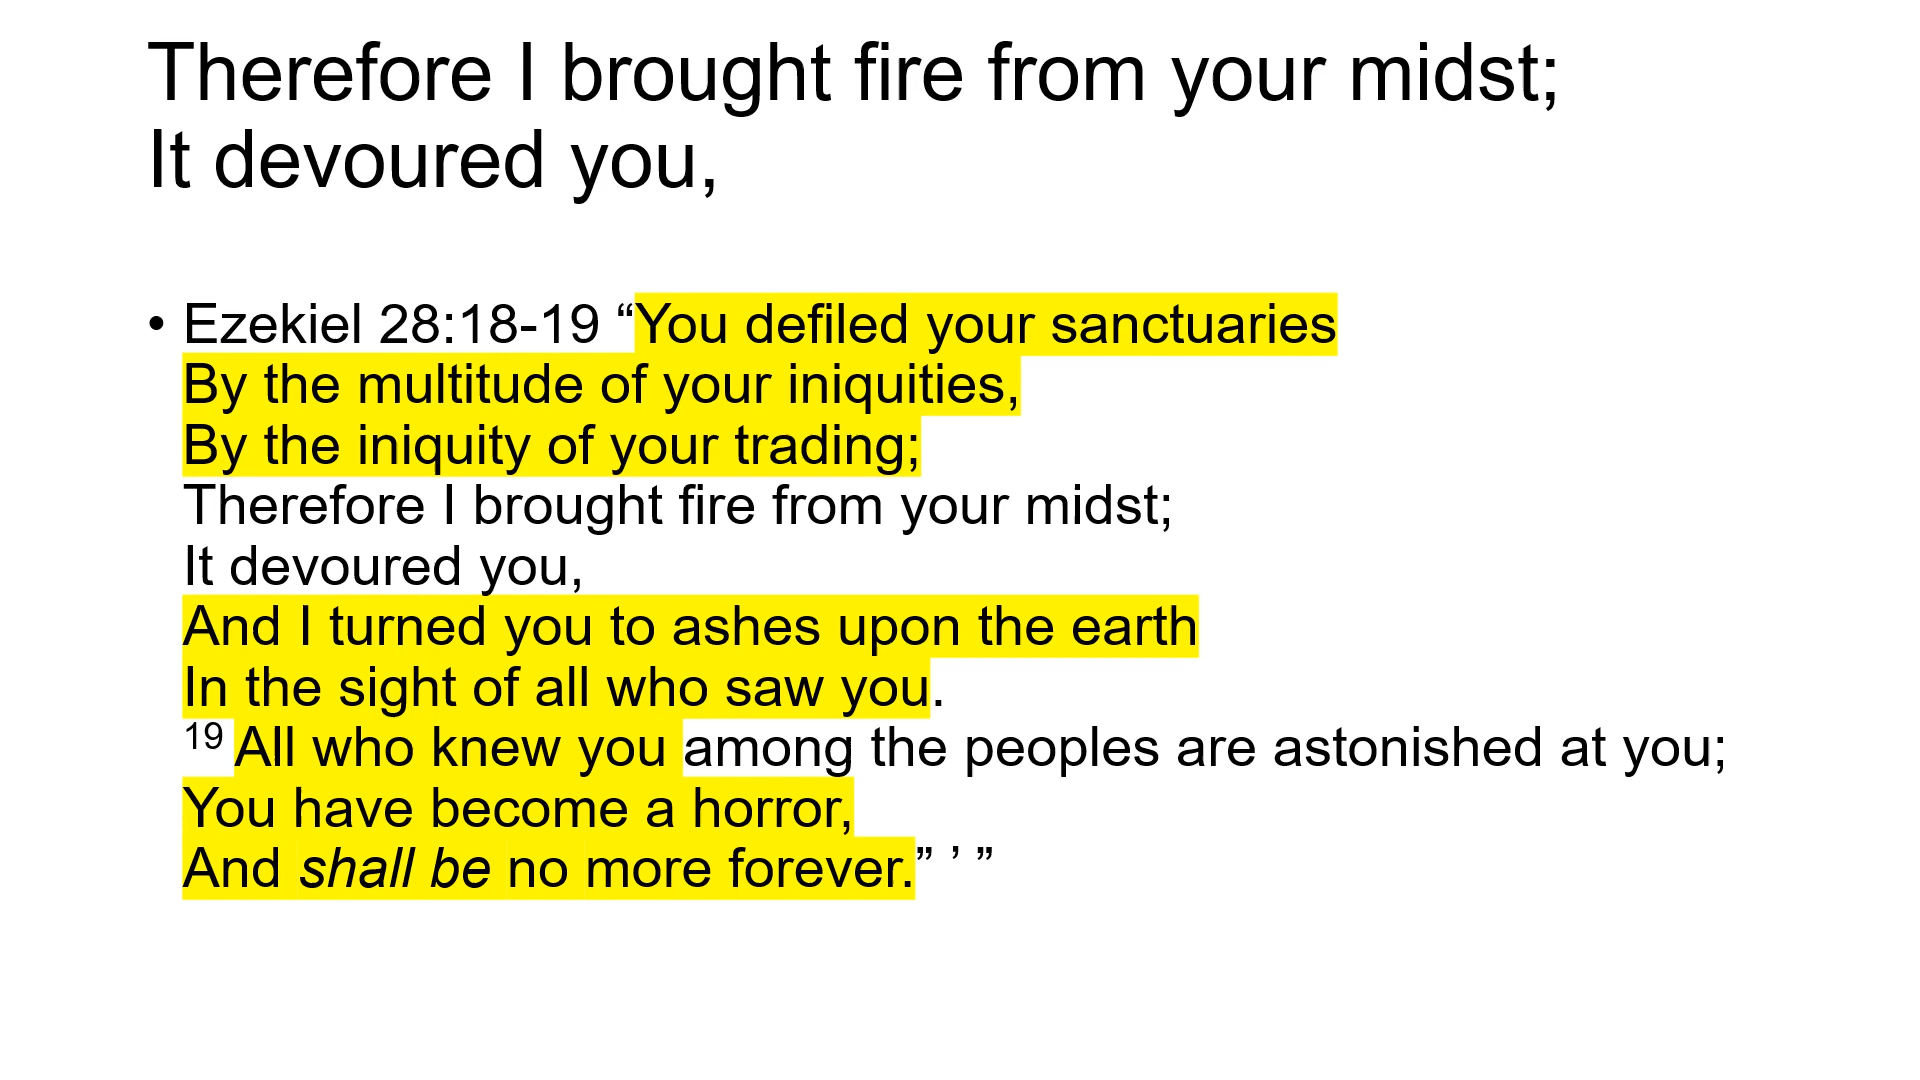 Therefore I brought fire from your midst;
It devoured you,
• Ezekiel 28:18-19 “You defiled your sanctuaries
By the multitude of your iniquities,
By the iniquity of your trading;
Therefore I brought fire from your midst;
It devoured you,
And I turned you to ashes upon the earth
In the sight of all who saw you.
19 All who knew you among the peoples are astonished at you;
You have become a horror,
And shall be no more forever.” ’ ”